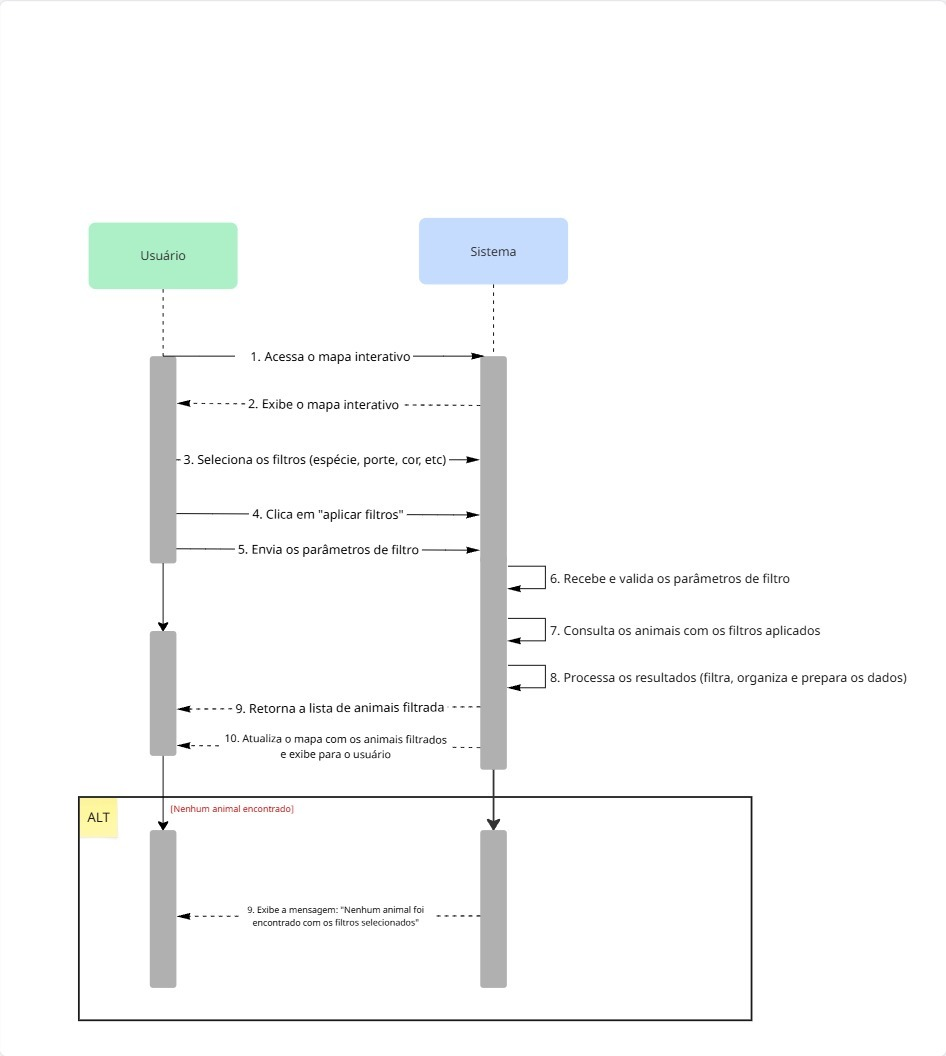 Usuário
Sistema
1. Acessa o mapa interativo
2. Exibe o mapa interativo
3. Seleciona os filtros (espécie, porte, cor, etc)
4. Clica em "aplicar filtros"
5. Envia os parâmetros de filtro
6. Recebe e valida os parâmetros de filtro
7. Consulta os animais com os filtros aplicados
8. Processa os resultados (filtra, organiza e prepara os dados)
9. Retorna a lista de animais filtrada
10. Atualiza o mapa com os animais filtrados
e exibe para o usuário
ALT
[Nenhum animal encontrado]
9. Exibe a mensagem: "Nenhum animal foi
encontrado com os filtros selecionados"